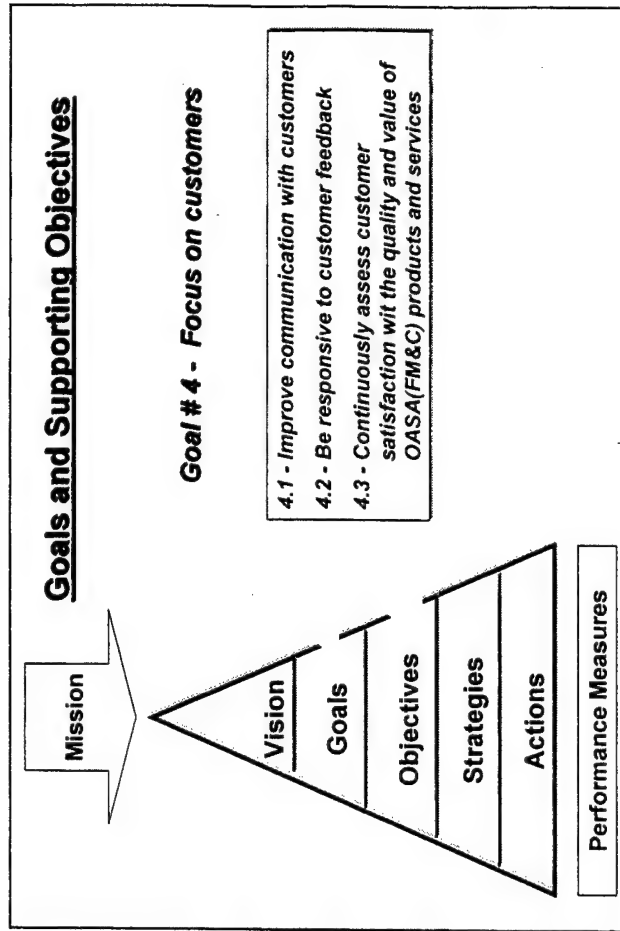 Goals and Supporting Objectives
Mission
Vision
Goals
Objectives
Strategies
Actions
Performance Measures
Goal # 4 - Focus on customers
4.1 - Improve communication with customers
4.2 - Be responsive to customer feedback
4.3 - Continuously assess customer
satisfaction wit the quality and value of
OASA(FM&C) products and services